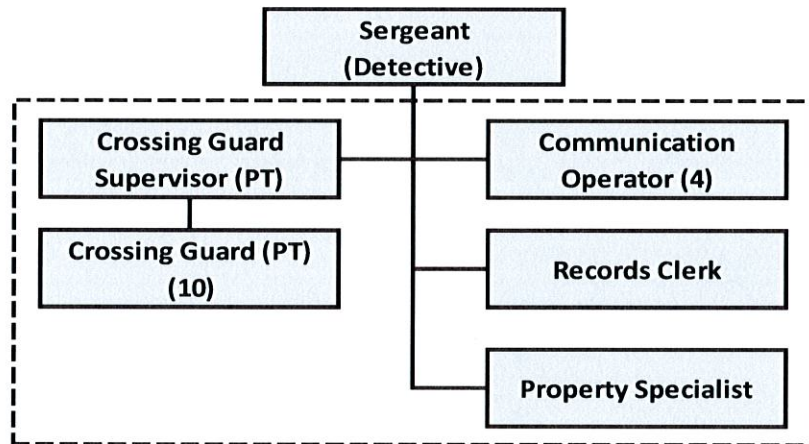 Sergeant
(Detective)
Crossing Guard
Supervisor (PT)
Crossing Guard (PT)
(10)
Communication
Operator (4)
Records Clerk
Property Specialist